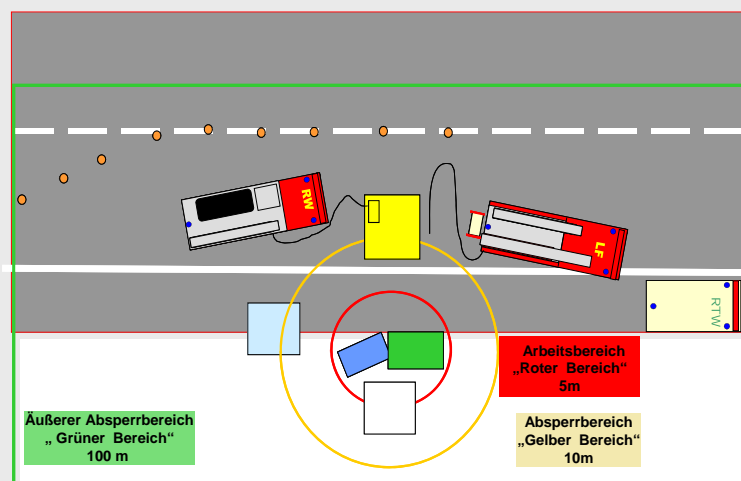 RW
LF
RTW
Arbeitsbereich
„Roter Bereich“
5m
Äußerer Absperrbereich
„ Grüner Bereich“
100 m
Absperrbereich
„Gelber Bereich“
10m